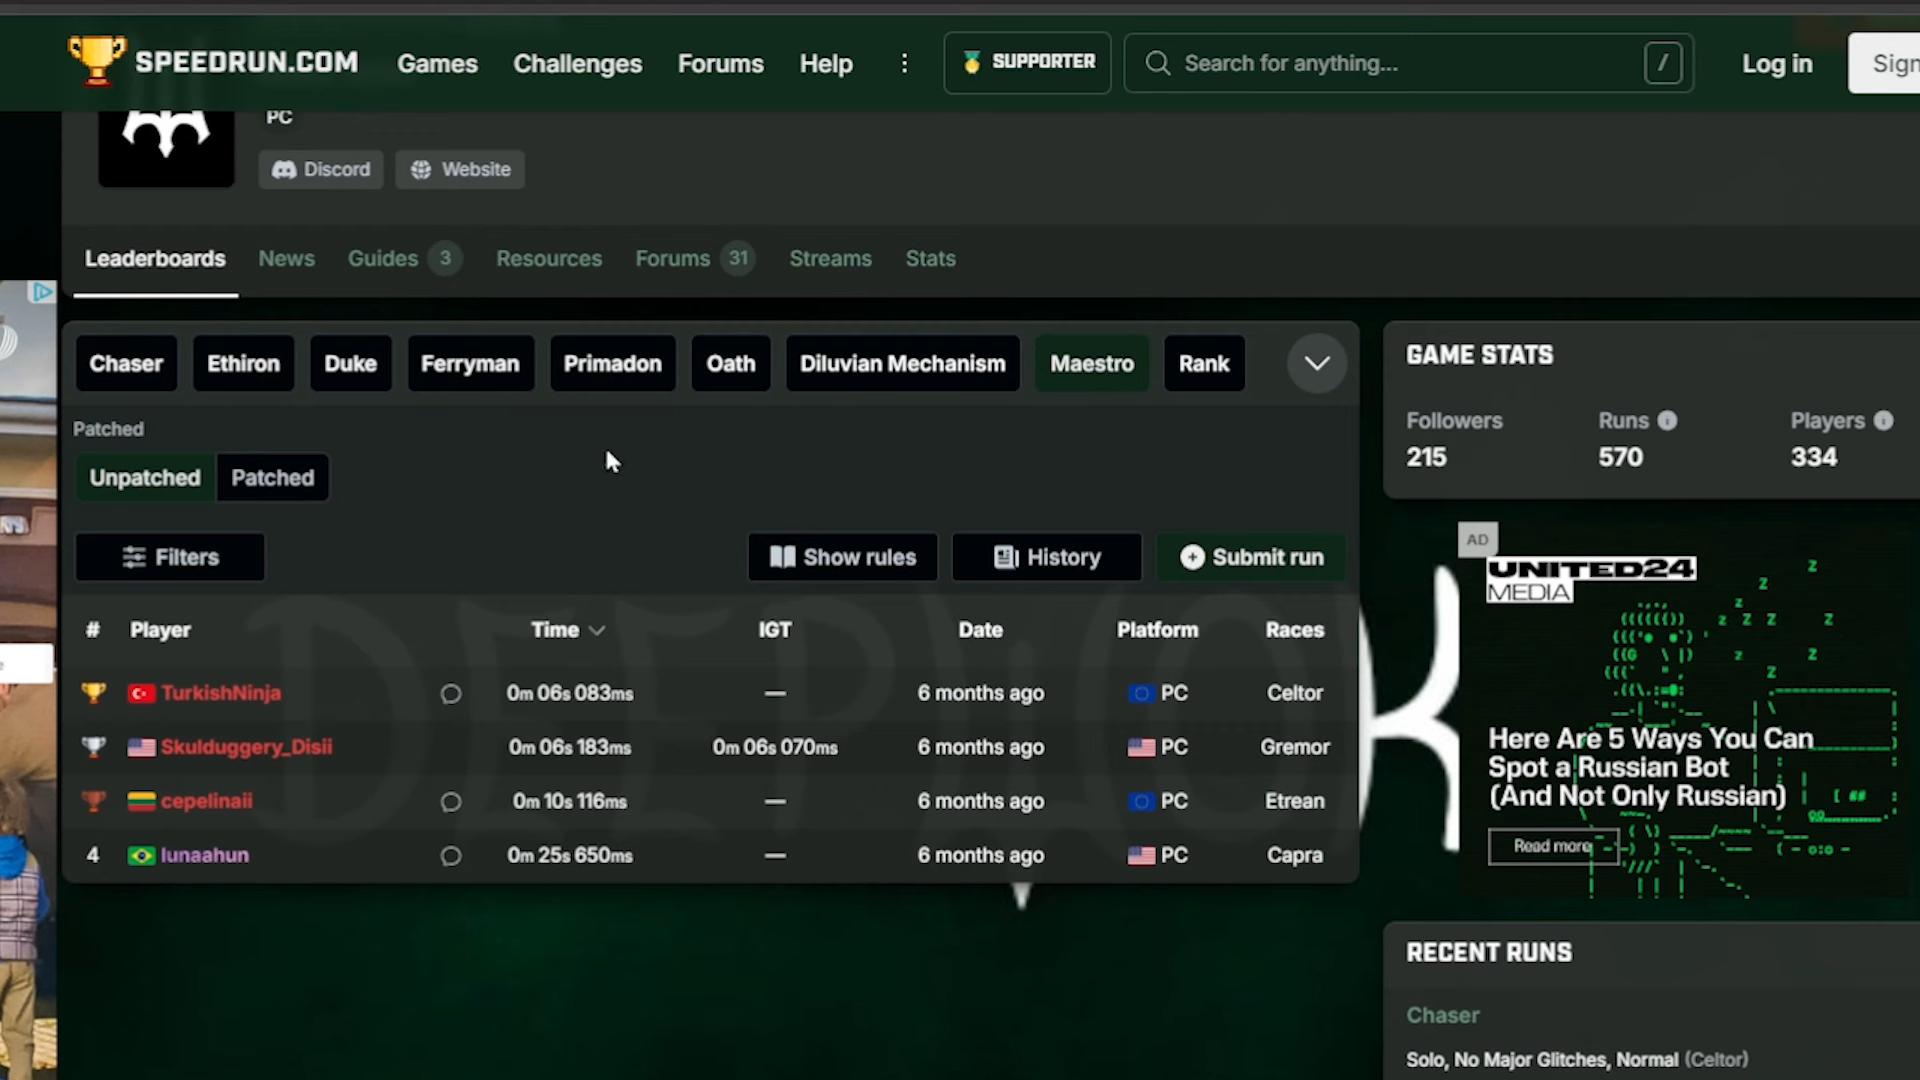 SPEEDRUN.COM Games Challenges Forums Help SUPPORTER Search for anything... / Log in Sign
PC
Discord Website
Leaderboards News Guides 3 Resources Forums 31 Streams Stats
Chaser Ethiron Duke Ferryman Primadon Oath Diluvian Mechanism Maestro Rank
Patched
Unpatched Patched
Filters Show rules History Submit run
# Player Time IGT Date Platform Races
TurkishNinja 0m 06s 083ms — 6 months ago PC Celtor
Skulduggery_Disii 0m 06s 183ms 0m 06s 070ms 6 months ago PC Gremor
cepelinaii 0m 10s 116ms — 6 months ago PC Etrean
4 lunaahun 0m 25s 650ms — 6 months ago PC Capra
GAME STATS
Followers Runs Players
215 570 334
AD
UNITED24
MEDIA
Here Are 5 Ways You Can
Spot a Russian Bot
(And Not Only Russian)
Read more
RECENT RUNS
Chaser
Solo, No Major Glitches, Normal (Celtor)